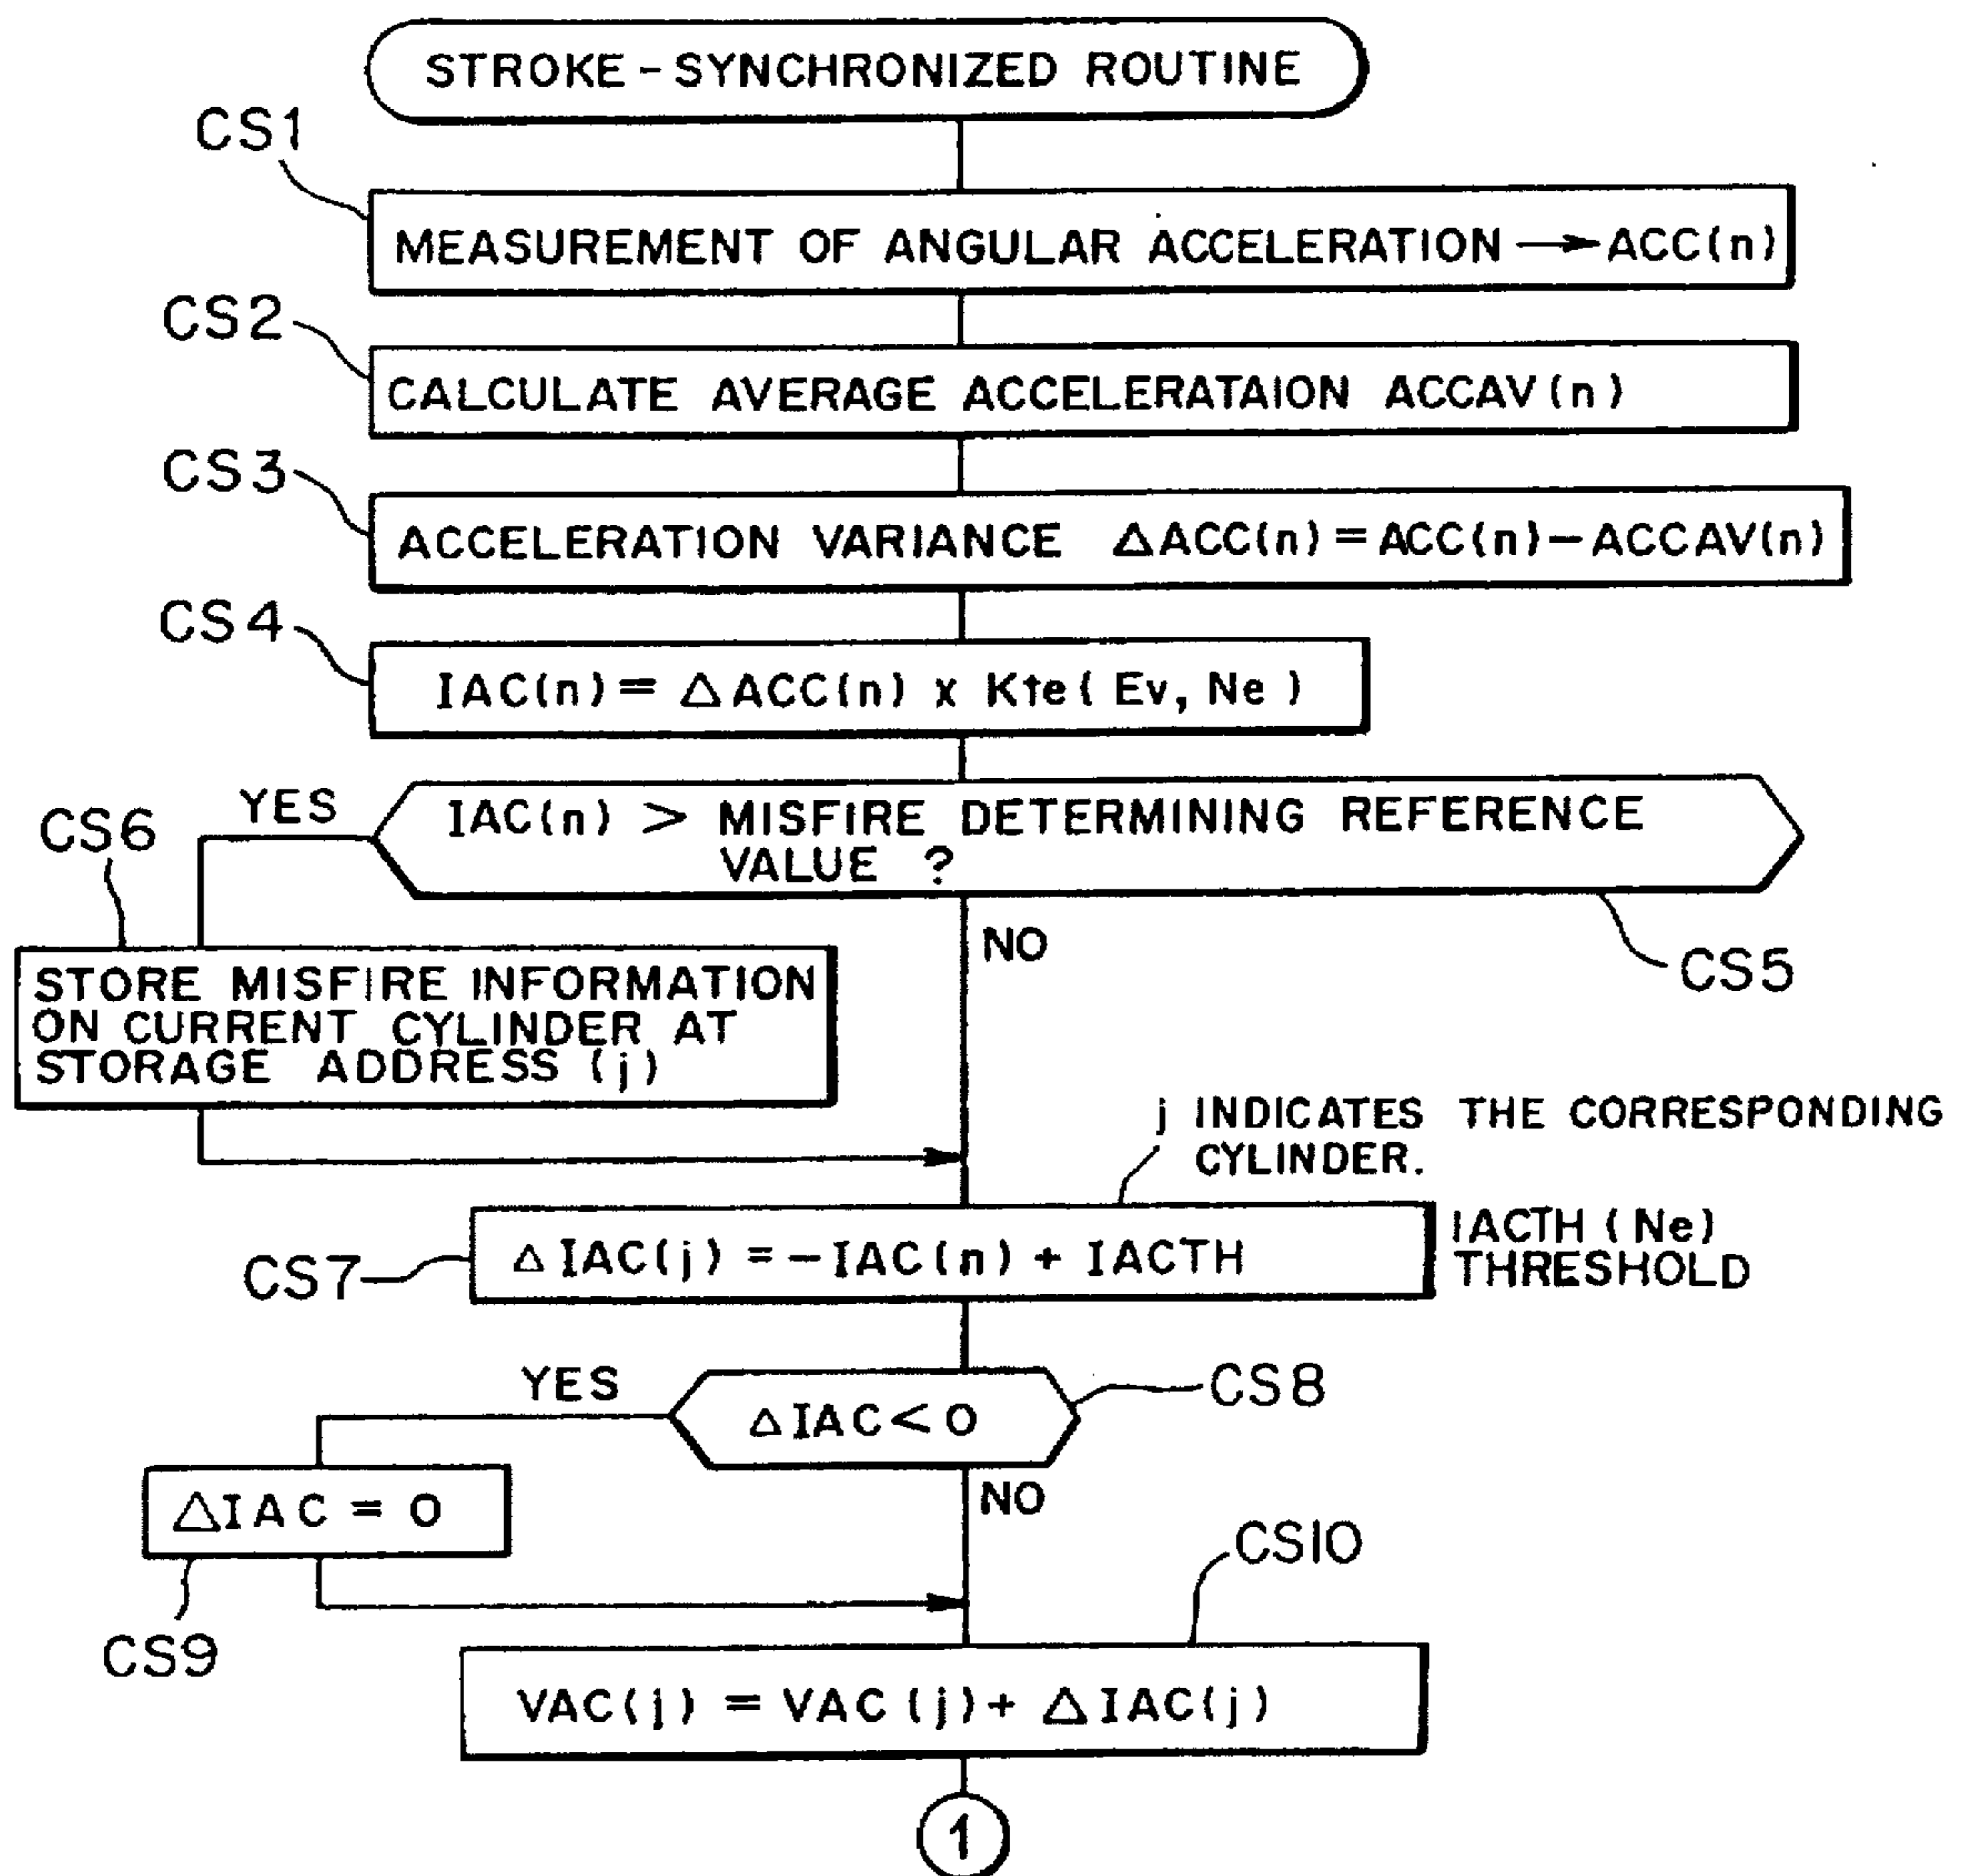 STROKE-SYNCHRONIZED ROUTINE
CS1
MEASUREMENT OF ANGULAR ACCELERATION → ACC(n)
CS2
CALCULATE AVERAGE ACCELERATAION ACCAV(n)
CS3
ACCELERATION VARIANCE ΔACC(n)=ACC(n)-ACCAV(n)
CS4
IAC(n)= ΔACC(n) x Kte(Ev, Ne)
YES
IAC(n) > MISFIRE DETERMINING REFERENCE
VALUE ?
CS6
NO
CS5
STORE MISFIRE INFORMATION
ON CURRENT CYLINDER AT
STORAGE ADDRESS (j)
j INDICATES THE CORRESPONDING
CYLINDER.
CS7
ΔIAC(j) = -IAC(n) + IACTH
IACTH (Ne)
THRESHOLD
YES
ΔIAC<0
CS8
NO
ΔIAC = 0
CS9
CS10
VAC(j) = VAC(j)+ ΔIAC(j)
1